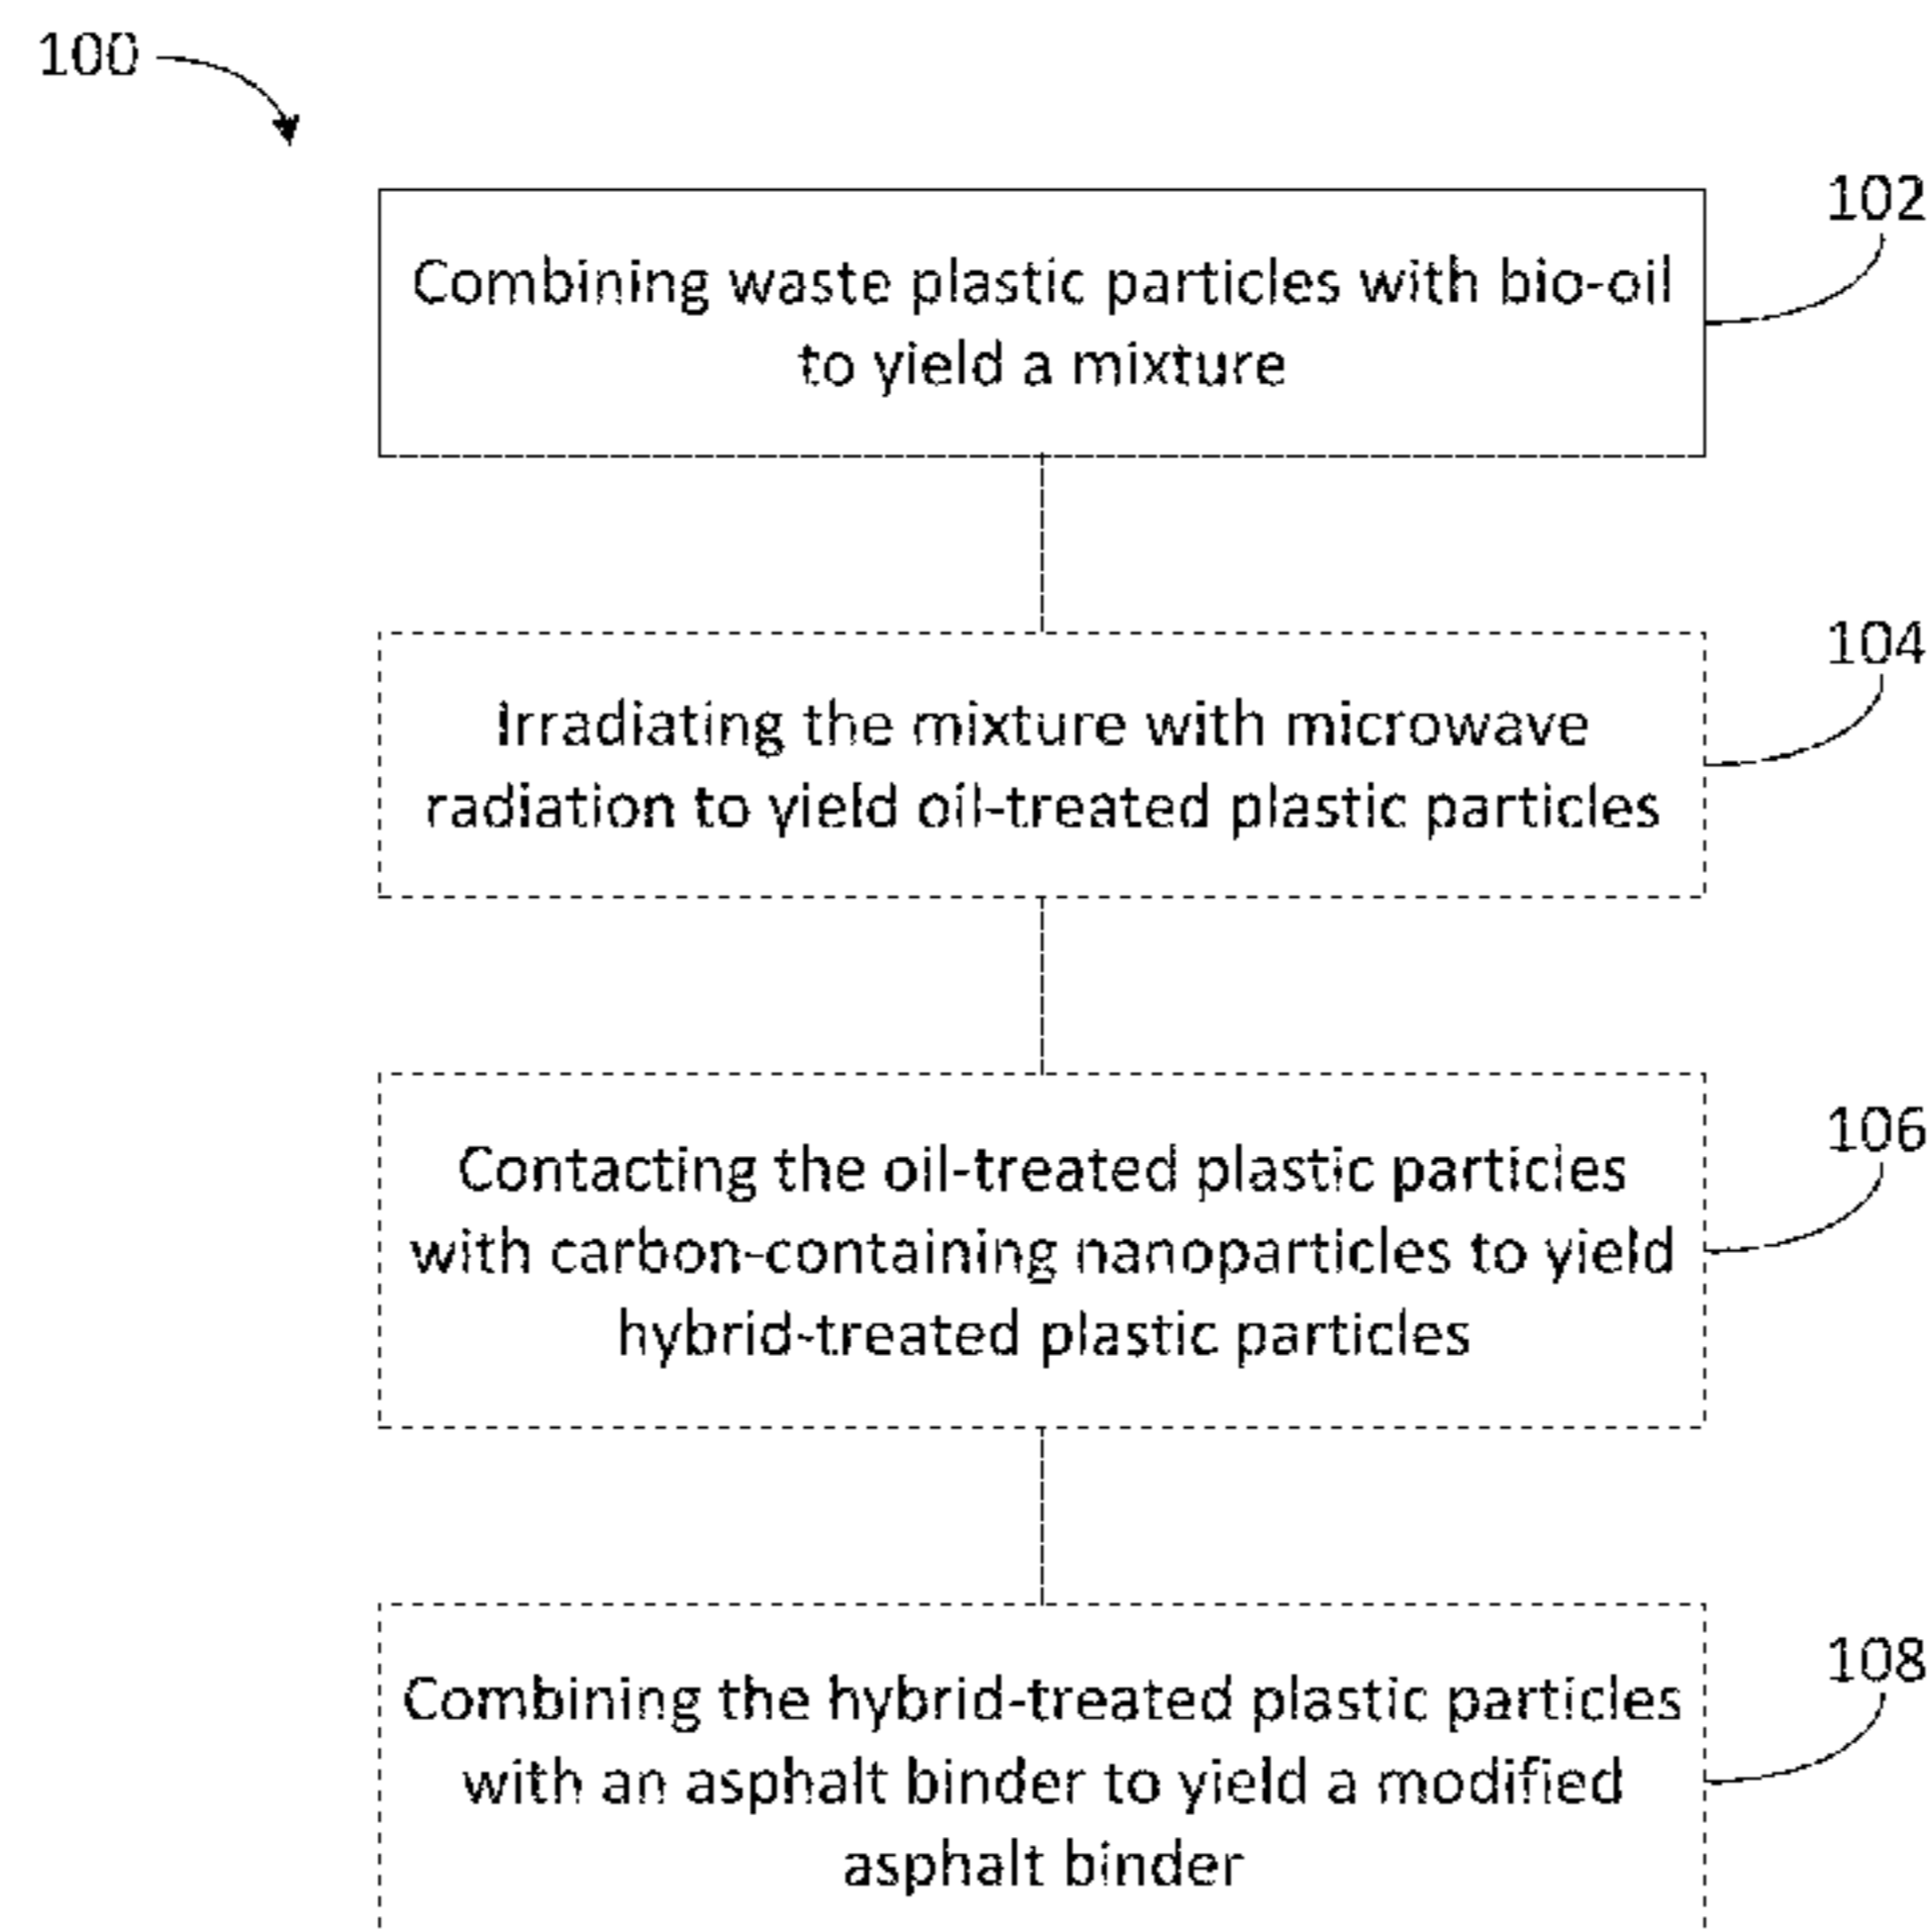 100
102
Combining waste plastic particles with bio-oil
to yield a mixture
104
Irradiating the mixture with microwave
radiation to yield oil-treated plastic particles
106
Contacting the oil-treated plastic particles
with carbon-containing nanoparticles to yield
hybrid-treated plastic particles
108
Combining the hybrid-treated plastic particles
with an asphalt binder to yield a modified
asphalt binder